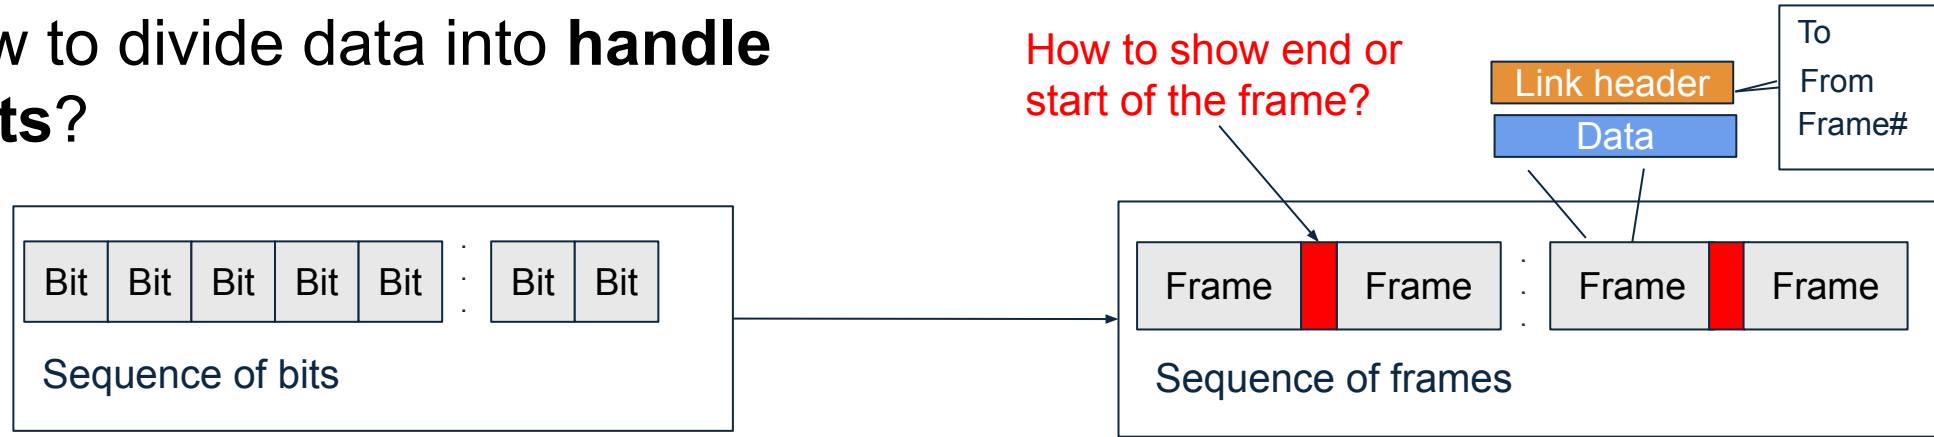 to divide data into handle
How to show end or
start of the frame?
Link header
Data
To
From
Frame#
Bit Bit Bit Bit Bit . . . Bit Bit
Sequence of bits
Frame Frame . . . Frame Frame
Sequence of frames